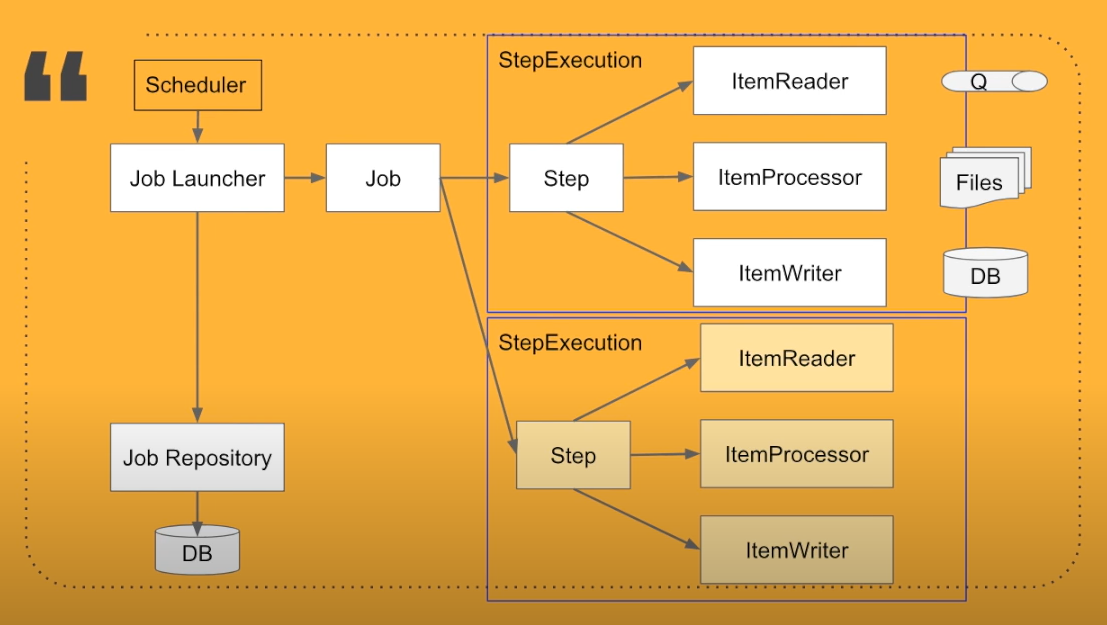 “
Scheduler
Job Launcher
Job
Job Repository
DB
StepExecution
Step
ItemReader
ItemProcessor
ItemWriter
Q
Files
DB
StepExecution
Step
ItemReader
ItemProcessor
ItemWriter